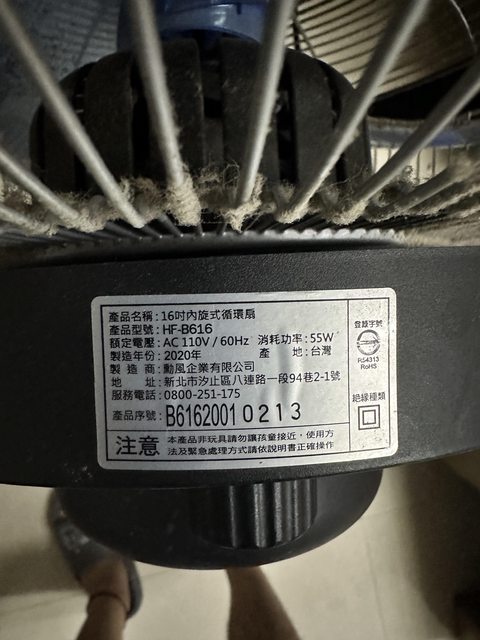 產品名稱：16吋內旋式循環扇
產品型號：HF-B616
額定電壓：AC 110V / 60Hz 消耗功率：55W
製造年份：2020年 產 地：台灣
製 造 商：勳風企業有限公司
地 址：新北市汐止區八連路一段94巷2-1號
服務電話：0800-251-175
產品序號：B6162001 0213
注意 本產品非玩具請勿讓孩童接近，使用方
法及緊急處理方式請依說明書正確操作
登錄字號
R54313
RoHS
絕緣種類